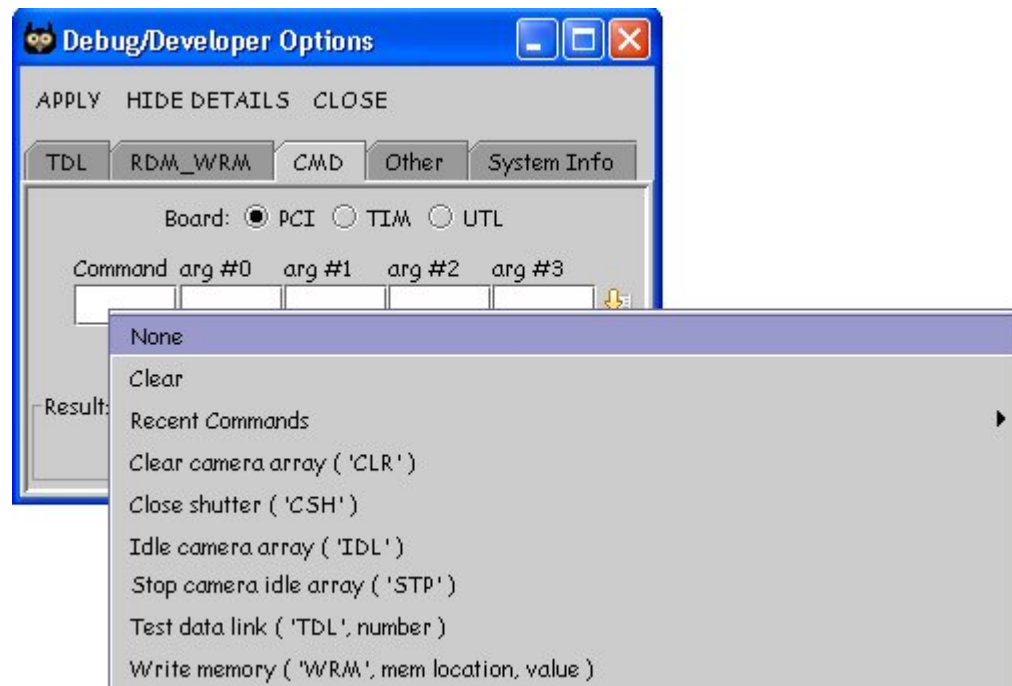 Debug/Developer Options
APPLY HIDE DETAILS CLOSE
TDL RDM_WRM CMD Other System Info
Board: PCI TIM UTL
Command arg #0 arg #1 arg #2 arg #3
None
Clear
Result:
Recent Commands
Clear camera array ( 'CLR' )
Close shutter ( 'CSH' )
Idle camera array ( 'IDL' )
Stop camera idle array ( 'STP' )
Test data link ( 'TDL', number )
Write memory ( 'WRM', mem location, value )